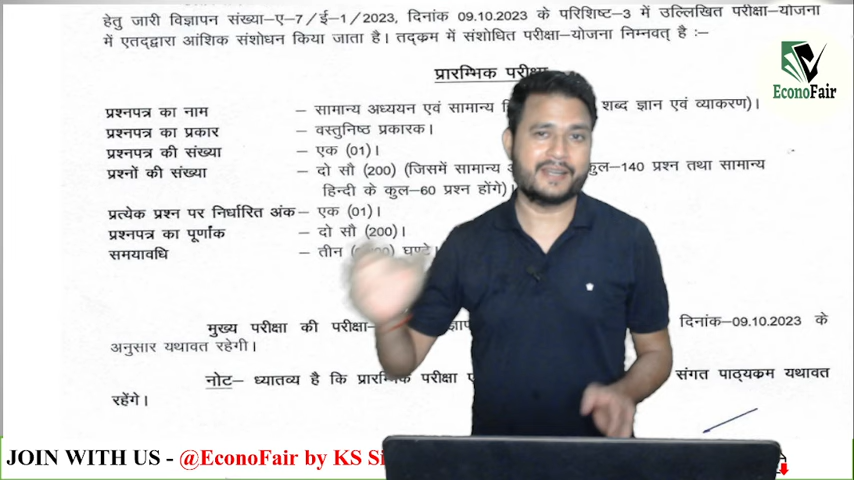 हेतु जारी विज्ञापन संख्या–ए–7/ई–1/2023, दिनांक 09.10.2023 के परिशिष्ट–3 में उल्लिखित परीक्षा–योजना
में एतद्द्वारा आंशिक संशोधन किया जाता है। तद्क्रम में संशोधित परीक्षा–योजना निम्नवत् है :–
EconoFair
प्रारम्भिक परीक्षा
प्रश्नपत्र का नाम – सामान्य अध्ययन एवं सामान्य शब्द ज्ञान एवं व्याकरण)।
प्रश्नपत्र का प्रकार – वस्तुनिष्ठ प्रकारक।
प्रश्नपत्र की संख्या – एक (01)।
प्रश्नों की संख्या – दो सौ (200) (जिसमें सामान्य कुल–140 प्रश्न तथा सामान्य
हिन्दी के कुल–60 प्रश्न होंगे)
प्रत्येक प्रश्न पर निर्धारित अंक – एक (01)।
प्रश्नपत्र का पूर्णांक – दो सौ (200)।
समयावधि – तीन घण्टे
मुख्य परीक्षा की परीक्षा– दिनांक–09.10.2023 के
अनुसार यथावत रहेगी।
नोट– ध्यातव्य है कि प्रारम्भिक परीक्षा संगत पाठ्यक्रम यथावत
रहेंगे।
JOIN WITH US - @EconoFair by KS